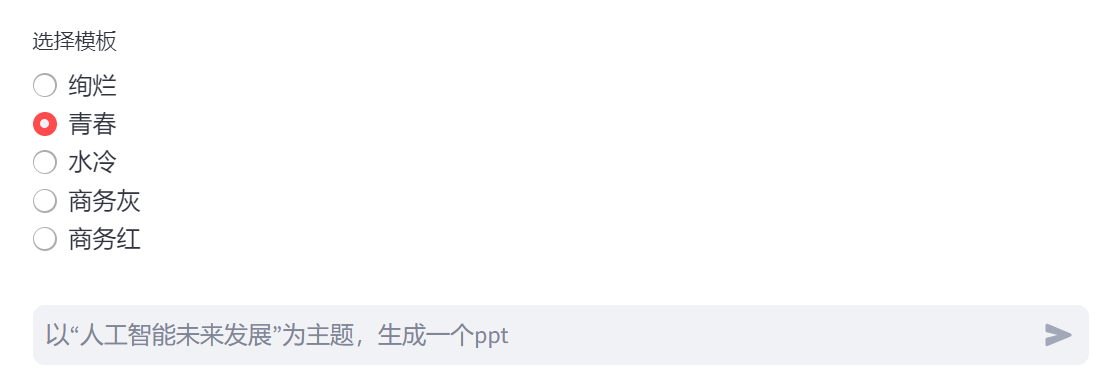 选择模板
绚烂
青春
水冷
商务灰
商务红
以“人工智能未来发展”为主题，生成一个ppt